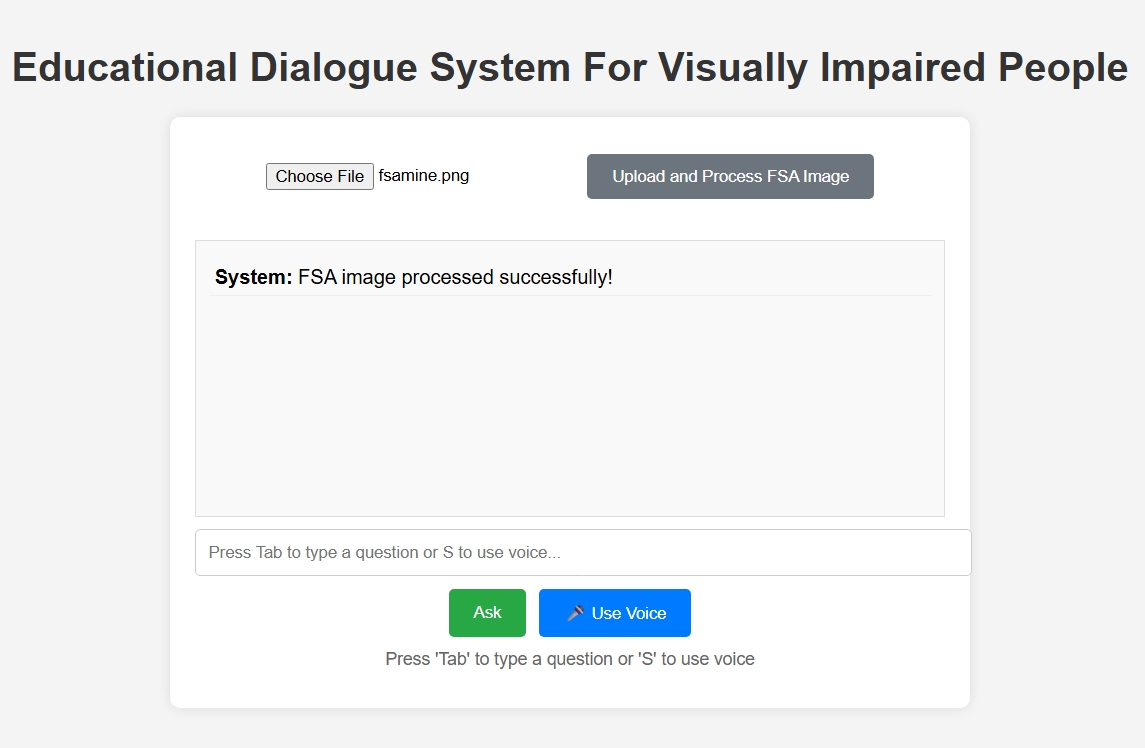 Educational Dialogue System For Visually Impaired People
Choose File fsamine.png
Upload and Process FSA Image
System: FSA image processed successfully!
Press Tab to type a question or S to use voice...
Ask
🎤 Use Voice
Press 'Tab' to type a question or 'S' to use voice